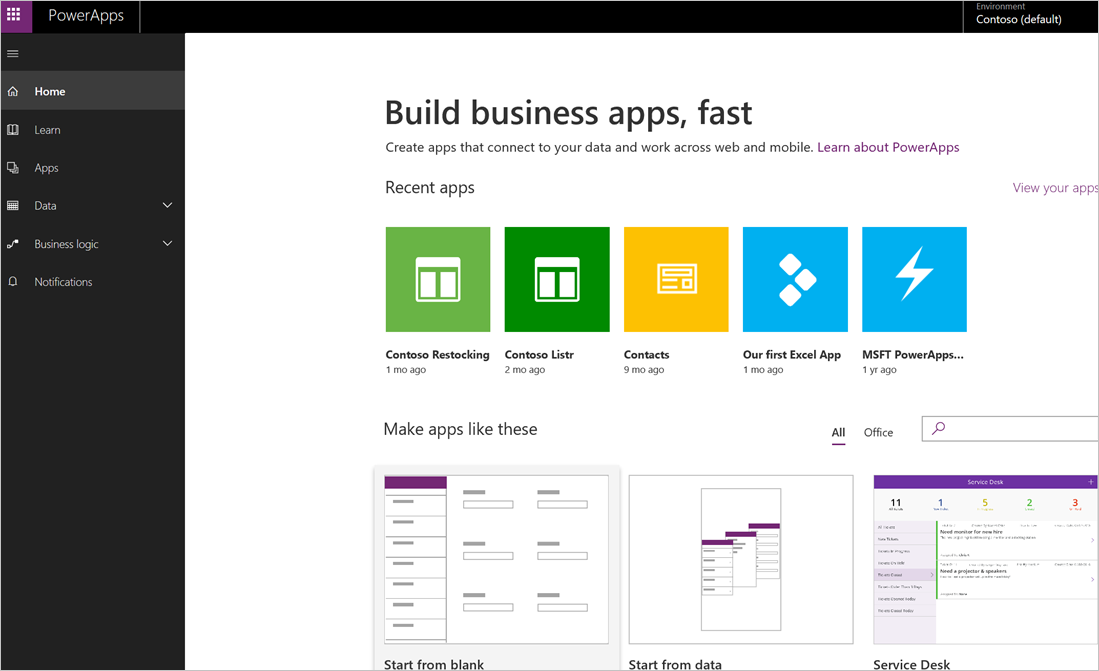 PowerApps
Environment
Contoso (default)
Home
Learn
Apps
Data
Business logic
Notifications
Build business apps, fast
Create apps that connect to your data and work across web and mobile. Learn about PowerApps
Recent apps
View your apps
Contoso Restocking
1 mo ago
Contoso Listr
2 mo ago
Contacts
9 mo ago
Our first Excel App
1 mo ago
MSFT PowerApps...
1 yr ago
Make apps like these
All
Office
Service Desk
11
1
5
2
3
Need monitor for new hire
Need a projector & speakers
Start from blank
Start from data
Service Desk